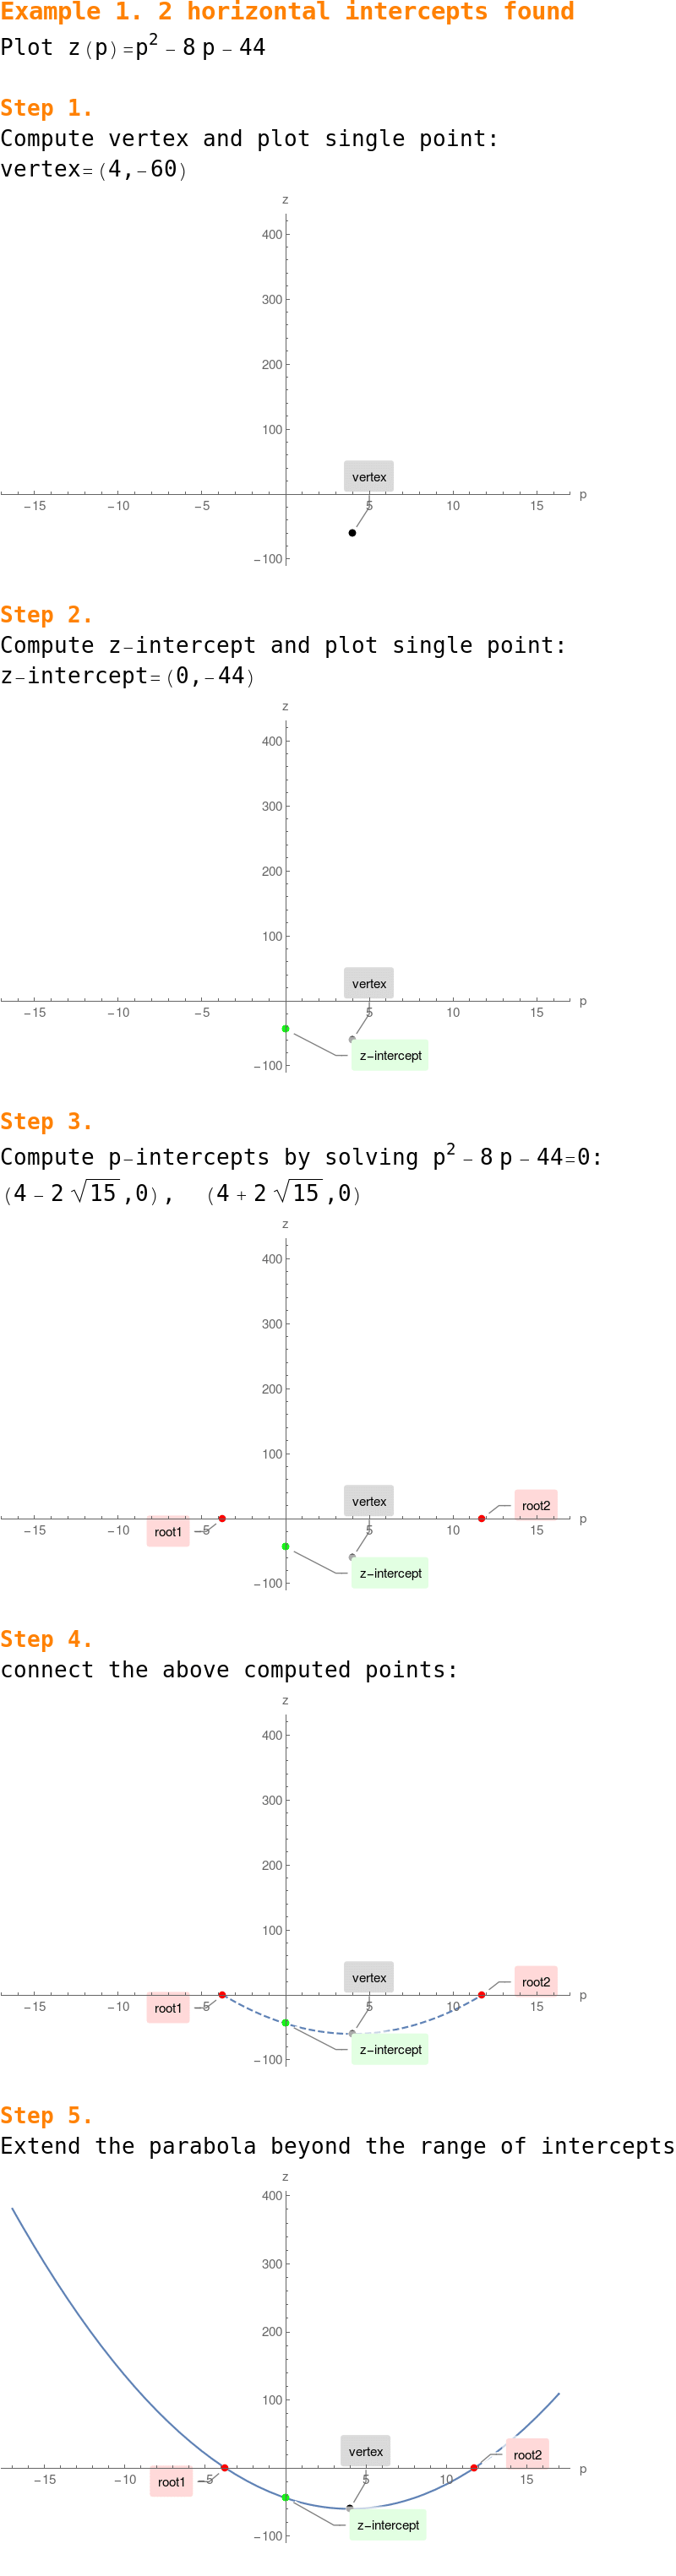 Example 1. 2 horizontal intercepts found
Plot z(p)=p² - 8 p - 44
Step 1.
Compute vertex and plot single point:
vertex=(4,-60)
z
400
300
200
100
vertex
-15 -10 -5 5 10 15 p
-100
Step 2.
Compute z-intercept and plot single point:
z-intercept=(0,-44)
z
400
300
200
100
vertex
-15 -10 -5 5 10 15 p
z-intercept
-100
Step 3.
Compute p-intercepts by solving p² - 8 p - 44=0:
(4 - 2 √15,0), (4 + 2 √15,0)
z
400
300
200
100
vertex
root2
-15 -10 -5 5 10 15 p
root1
z-intercept
-100
Step 4.
connect the above computed points:
z
400
300
200
100
vertex
root2
-15 -10 -5 5 10 15 p
root1
z-intercept
-100
Step 5.
Extend the parabola beyond the range of intercepts
z
400
300
200
100
vertex
root2
-15 -10 -5 5 10 15 p
root1
z-intercept
-100